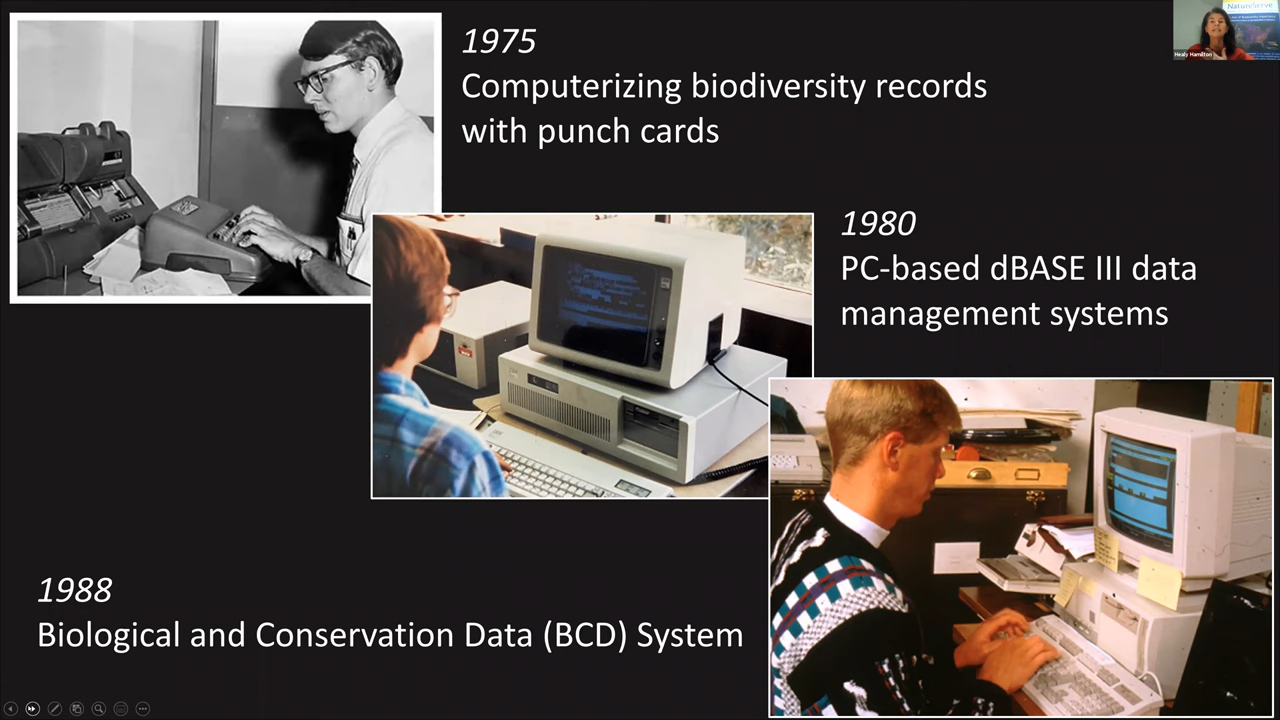 NatureServe
Healy Hamilton
1975
Computerizing biodiversity records
with punch cards
1980
PC-based dBASE III data
management systems
1988
Biological and Conservation Data (BCD) System